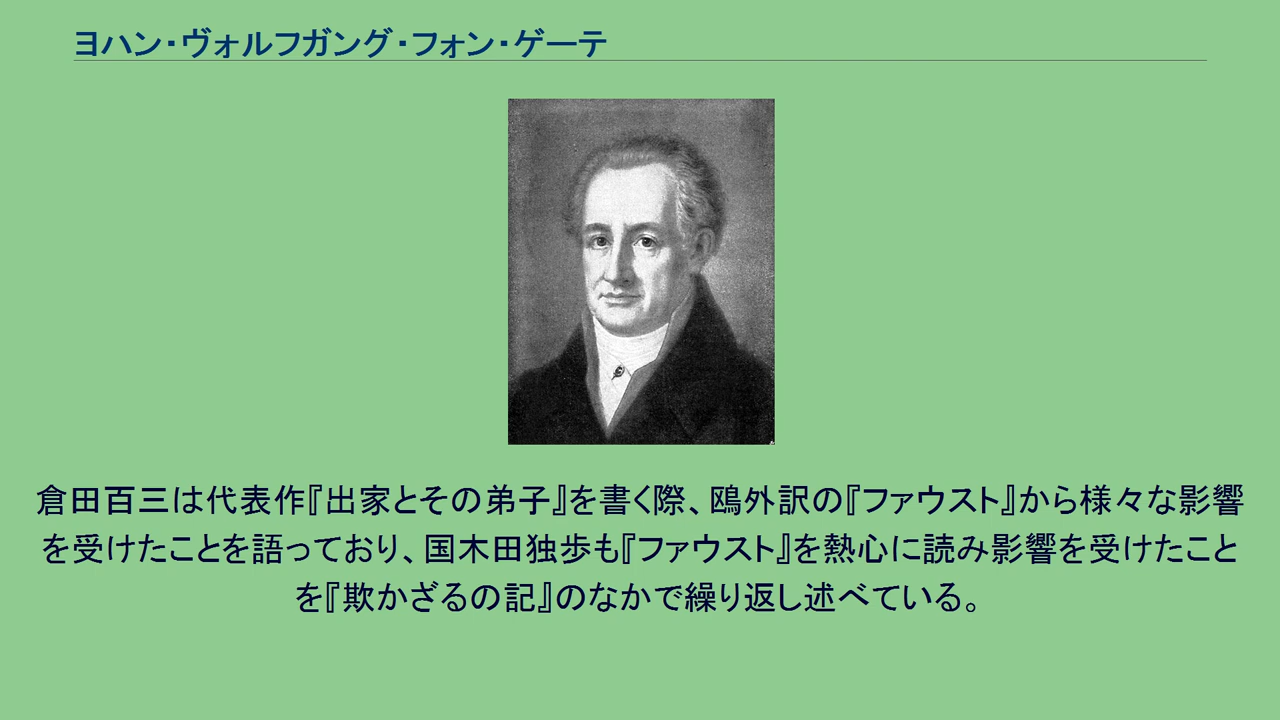 ヨハン・ヴォルフガング・フォン・ゲーテ
倉田百三は代表作『出家とその弟子』を書く際、鴎外訳の『ファウスト』から様々な影響
を受けたことを語っており、国木田独歩も『ファウスト』を熱心に読み影響を受けたこと
を『欺かざるの記』のなかで繰り返し述べている。